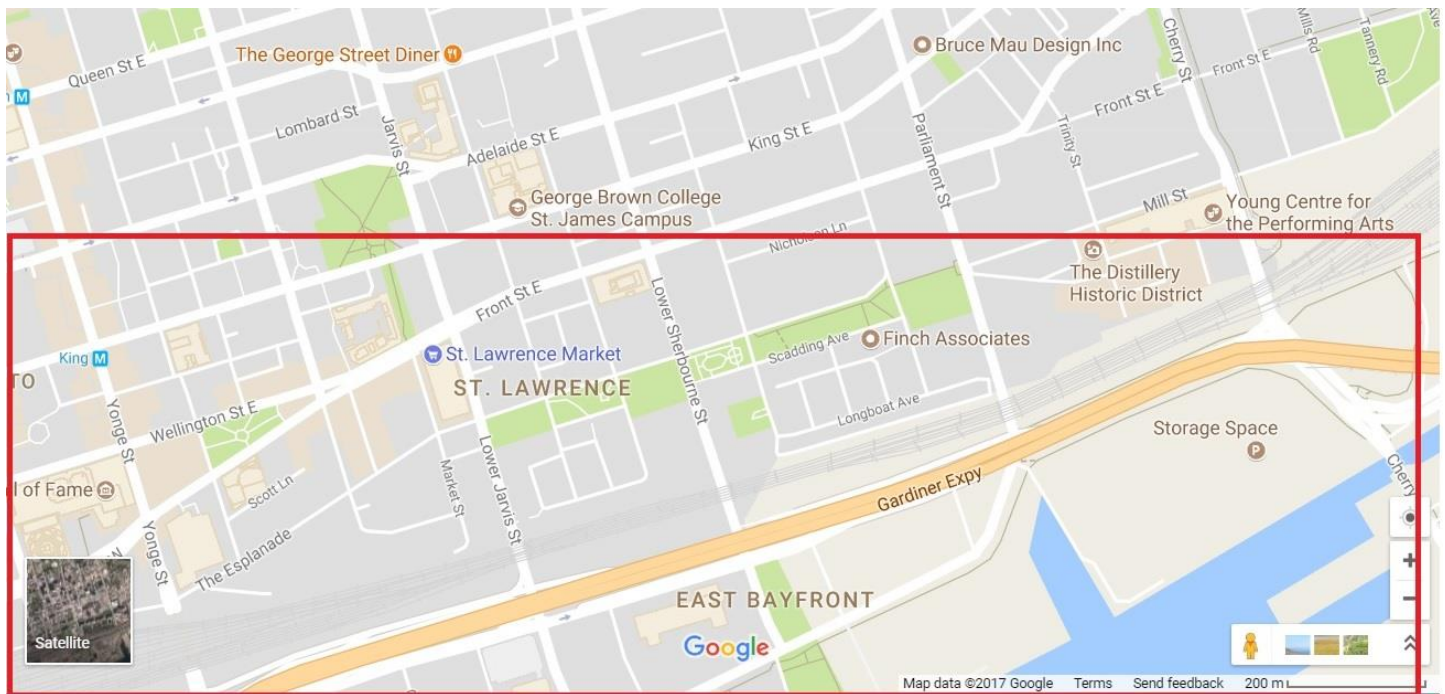 Queen St E
The George Street Diner
Bruce Mau Design Inc
Cherry St
Mills Rd
Tannery Rd
Ave
Front St E
M
Lombard St
Jarvis St
Adelaide St E
King St E
Parliament St
Trinity St
Front St E
George Brown College
St. James Campus
Mill St
Young Centre for
the Performing Arts
Nicholson Ln
The Distillery
Historic District
Front St E
Lower Sherbourne St
King M
St. Lawrence Market
Scadding Ave
Finch Associates
TO
ST. LAWRENCE
Yonge St
Wellington St E
Longboat Ave
Storage Space
P
Lower Jarvis St
Market St
Cherry
l of Fame
Scott Ln
Gardiner Expy
Yonge St
W
The Esplanade
EAST BAYFRONT
Satellite
Google
Map data ©2017 Google Terms Send feedback 200 m